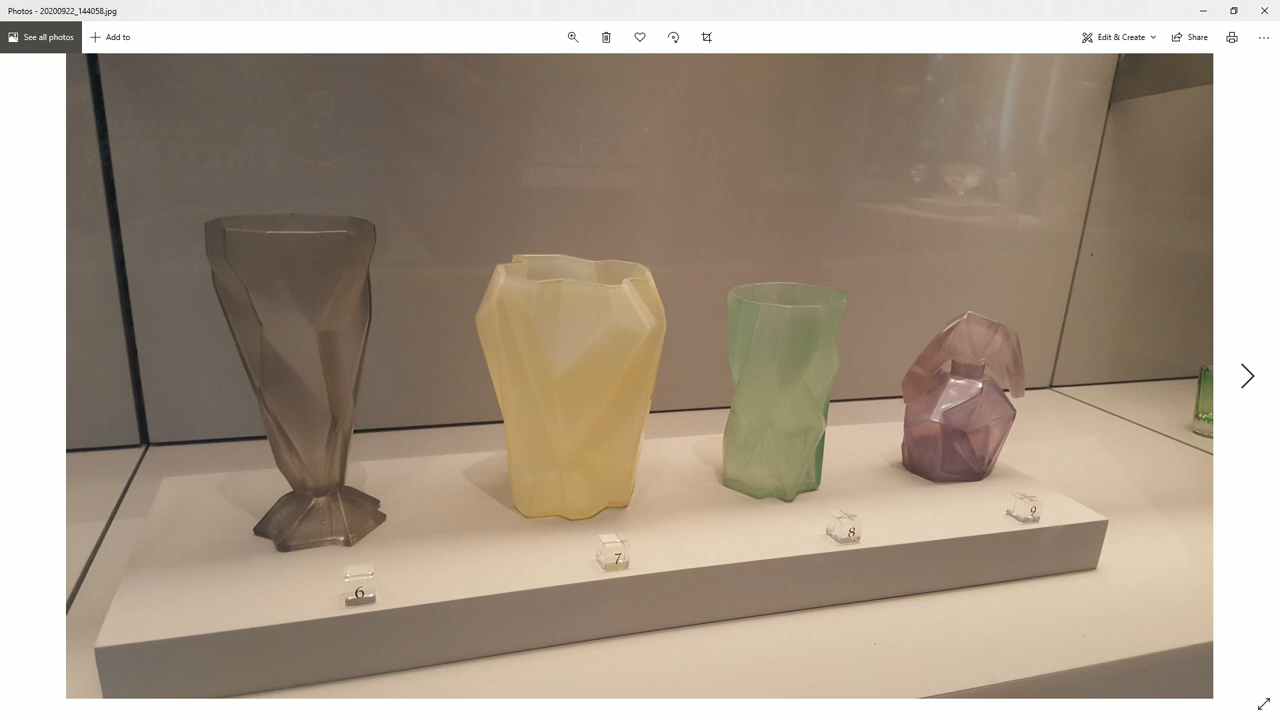 Photos - 20200922_144058.jpg
See all photos
Add to
Edit & Create
Share
6
7
8
9